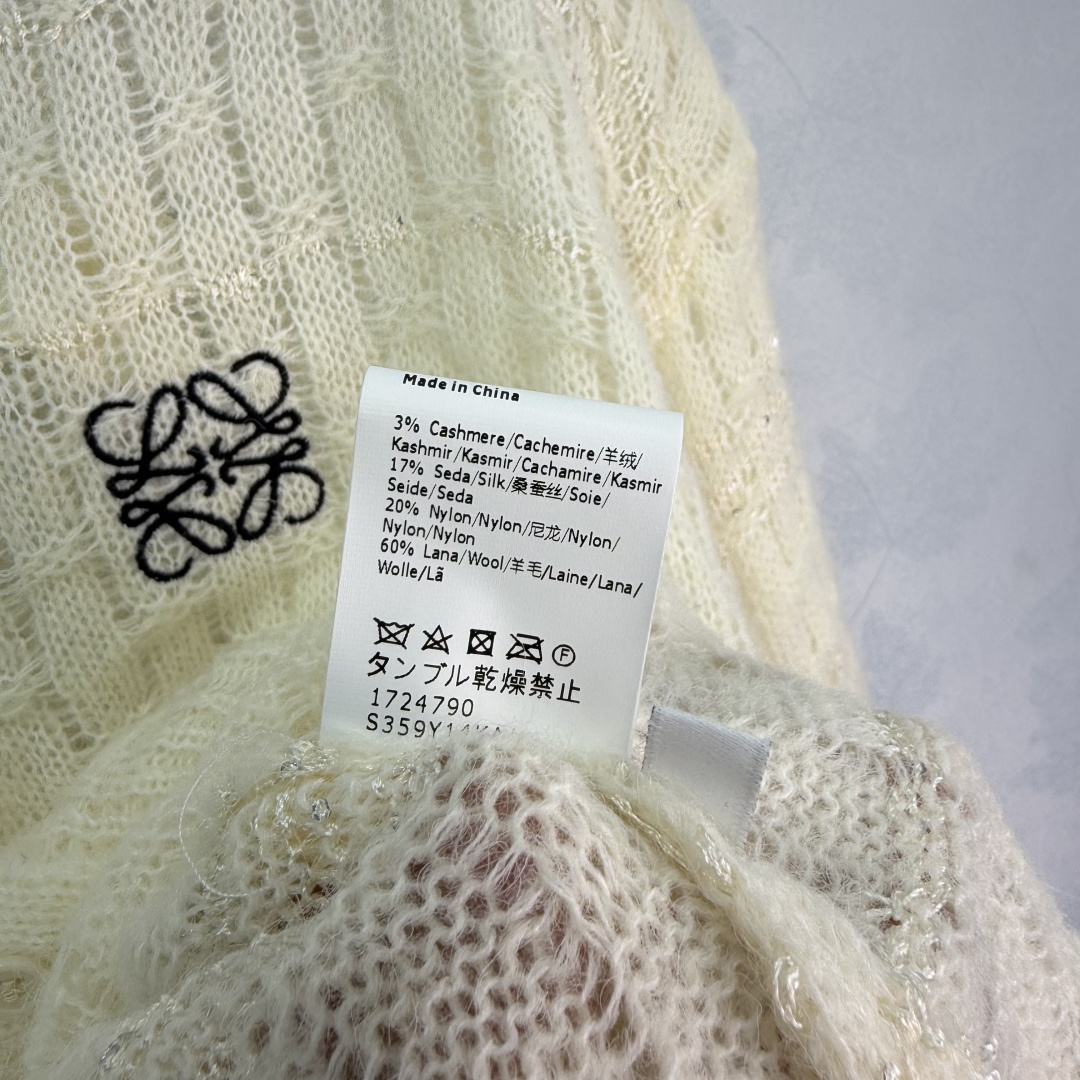 Made in China
3% Cashmere/Cachemire/羊绒/
Kashmir/Kasmir/Cachamire/Kasmir
17% Seda/Silk/桑蚕丝/Soie/
Seide/Seda
20% Nylon/Nylon/尼龙/Nylon/
Nylon/Nylon
60% Lana/Wool/羊毛/Laine/Lana/
Wolle/Lã
F
タンブル乾燥禁止
1724790